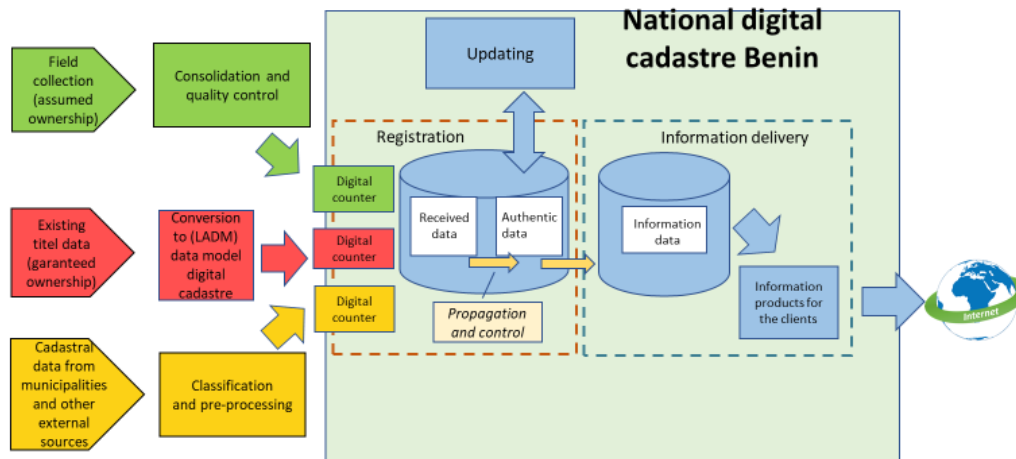 National digital
cadastre Benin
Field
collection
(assumed
ownership)
Consolidation and
quality control
Updating
Registration
Information delivery
Digital
counter
Existing
titel data
(garanteed
ownership)
Conversion
to (LADM)
data model
digital
cadastre
Digital
counter
Received
data
Authentic
data
Information
data
Digital
counter
Propagation
and control
Information
products for
the clients
Internet
Cadastral
data from
municipalities
and other
external
sources
Classification
and pre-processing